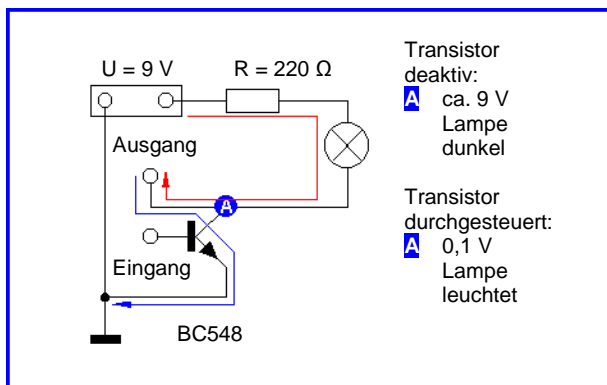 U = 9 V
R = 220 Ω
Ausgang
A
Eingang
BC548
Transistor
deaktiv:
A ca. 9 V
Lampe
dunkel
Transistor
durchgesteuert:
A 0,1 V
Lampe
leuchtet